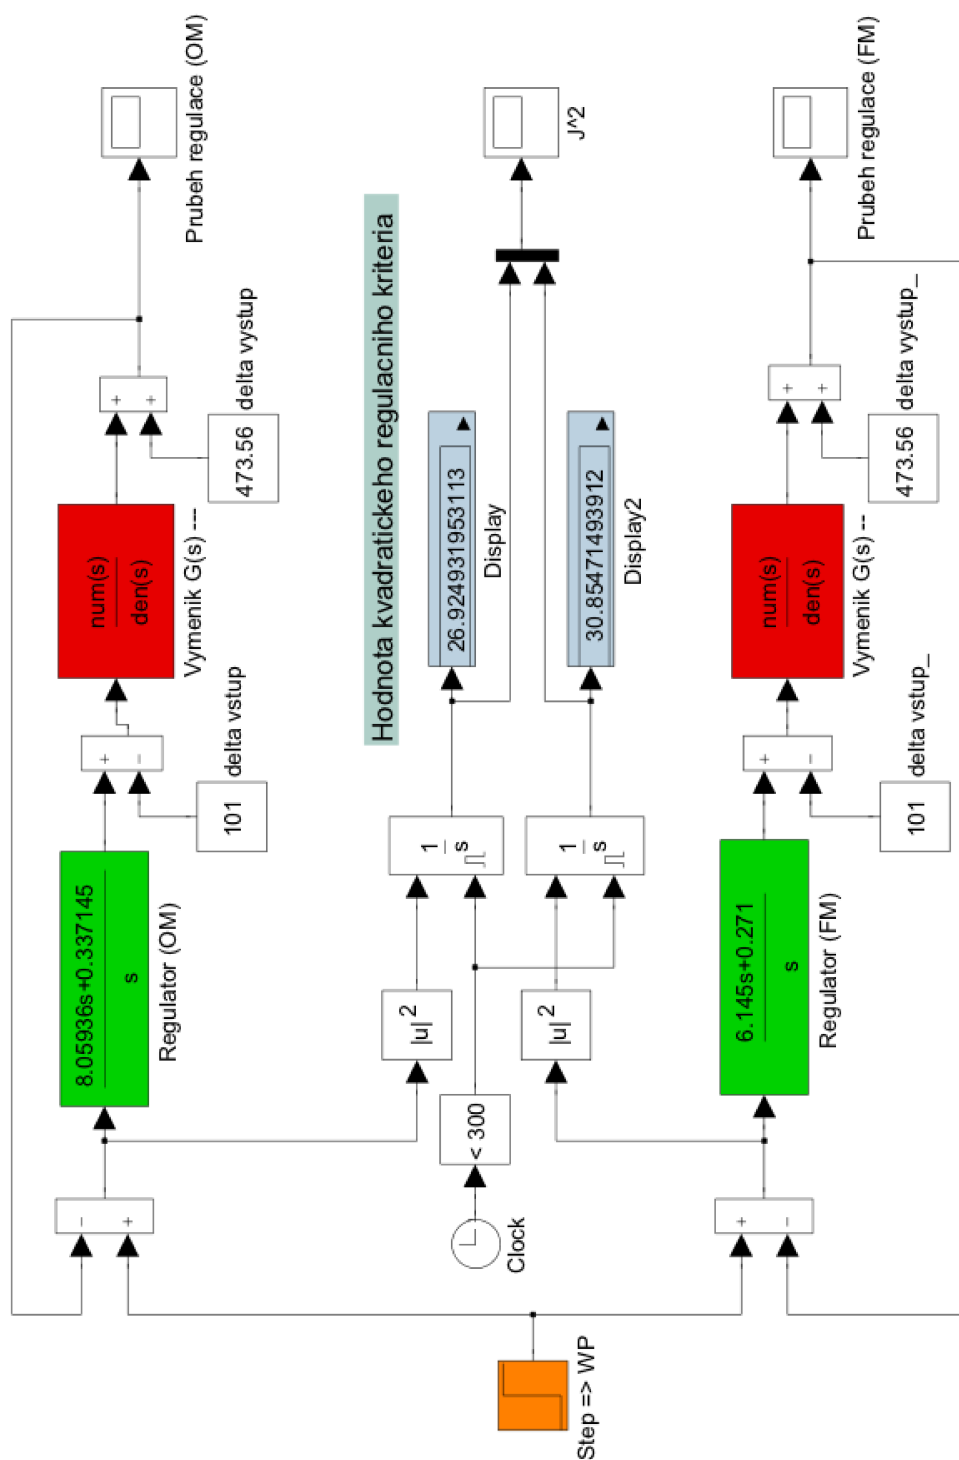 −
+
8.05936s+0.337145
s
Regulator (OM)
+
−
101
delta vstup
num(s)
den(s)
Vymenik G(s) ---
+
+
473.56
delta vystup
Prubeh regulace (OM)
Hodnota kvadratickeho regulacniho kriteria
Step => WP
Clock
< 300
|u|
2
1
s
26.924931953113
Display
|u|
2
1
s
30.85471493912
Display2
J^2
+
−
6.145s+0.271
s
Regulator (FM)
+
−
101
delta vstup_
num(s)
den(s)
Vymenik G(s) --
+
+
473.56
delta vystup_
Prubeh regulace (FM)